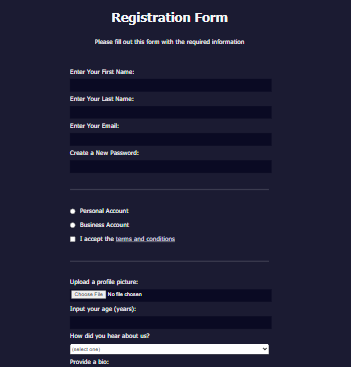 Registration Form
Please fill out this form with the required information
Enter Your First Name:
Enter Your Last Name:
Enter Your Email:
Create a New Password:
Personal Account
Business Account
I accept the terms and conditions
Upload a profile picture:
Choose File No file chosen
Input your age (years):
How did you hear about us?
(select one)
Provide a bio: